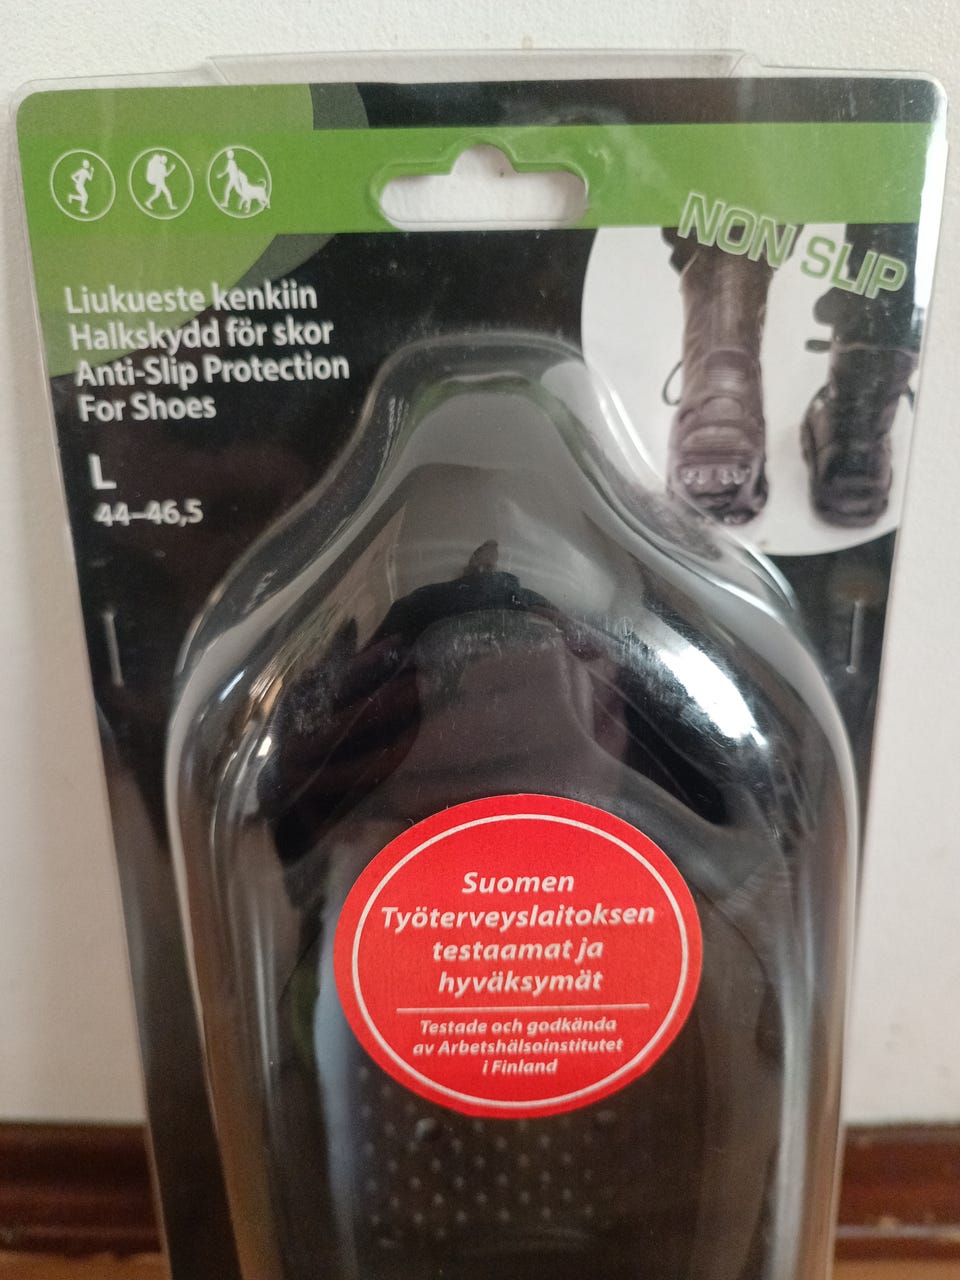 NON SLIP
Liukueste kenkiin
Halkskydd för skor
Anti-Slip Protection
For Shoes
L
44–46,5
Suomen
Työterveyslaitoksen
testaamat ja
hyväksymät
Testade och godkända
av Arbetshälsoinstitutet
i Finland